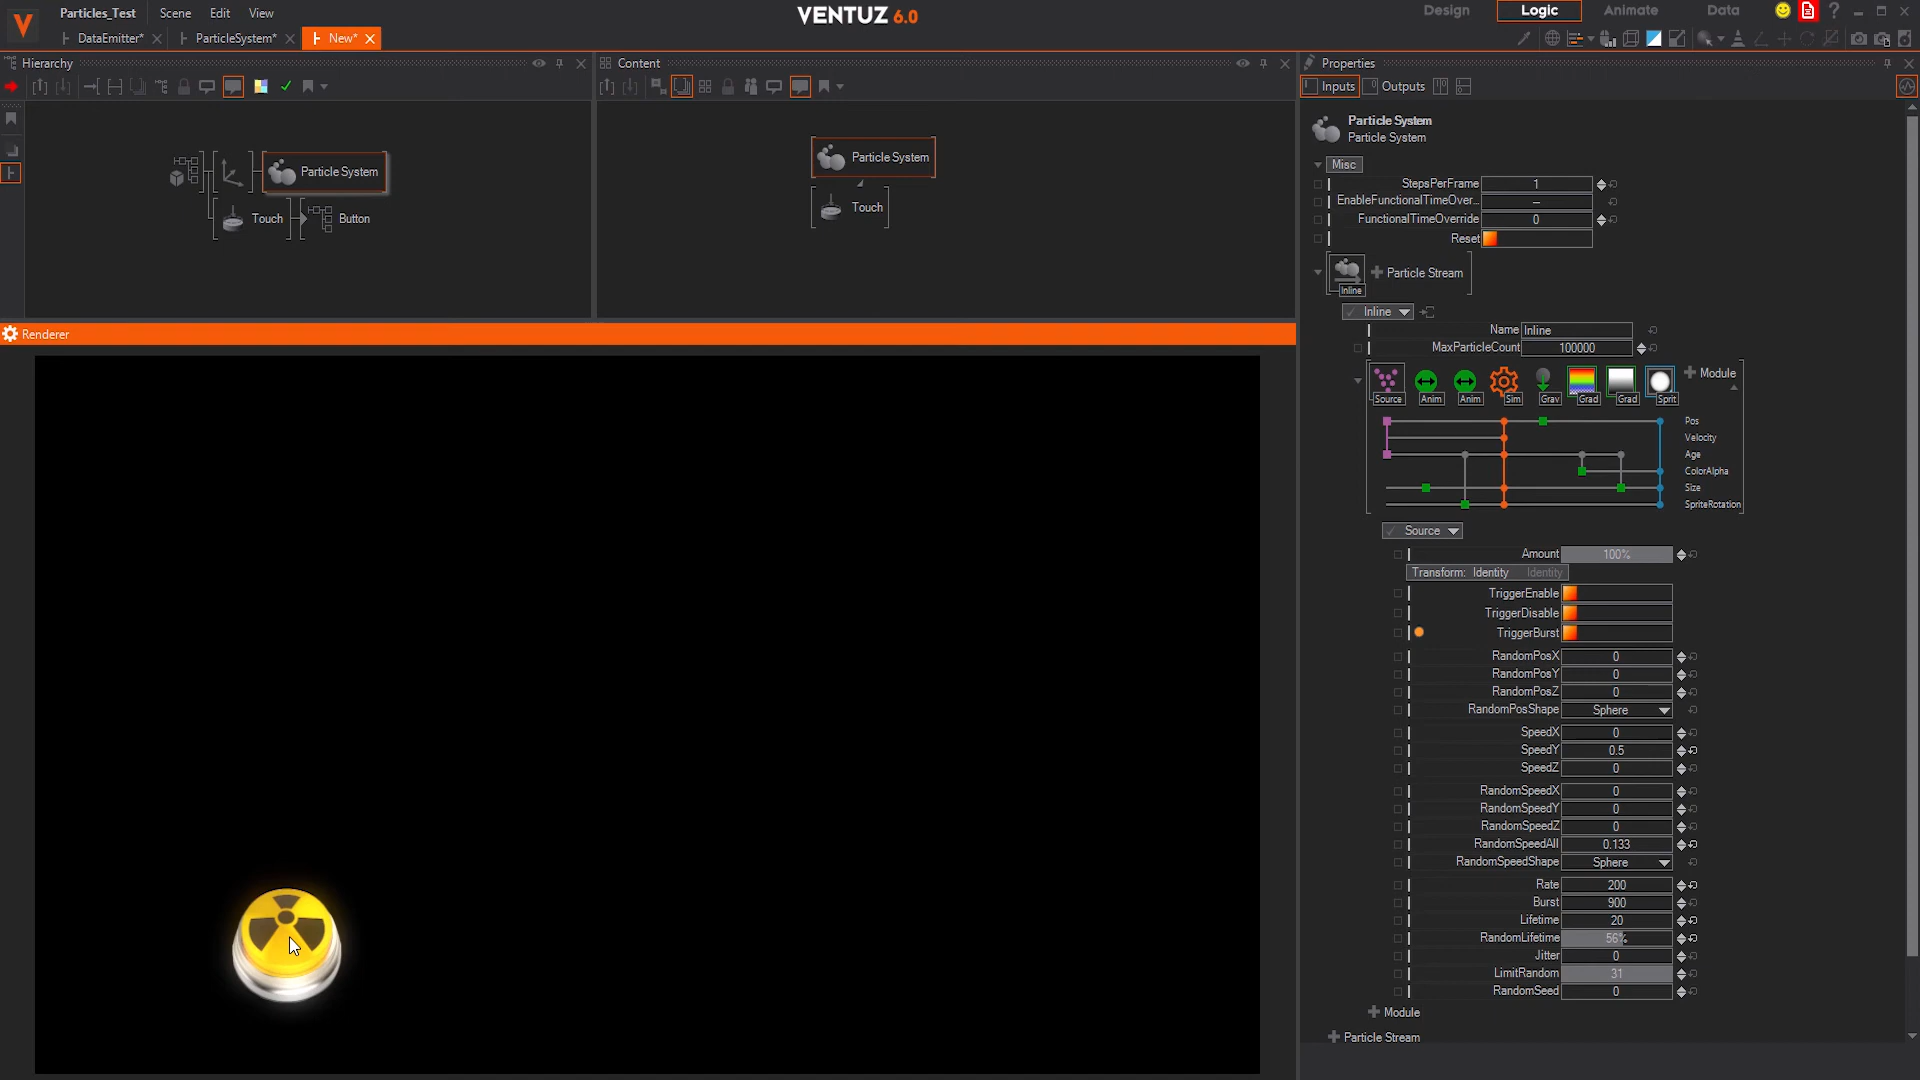 Particles_Test Scene Edit View
VENTUZ 6.0
Design Logic Animate Data
DataEmitter* ParticleSystem* New*
Hierarchy
Content
Properties
Inputs Outputs
Particle System
Touch Button
Particle System
Touch
Particle System
Particle System
Misc
StepsPerFrame 1
EnableFunctionalTimeOver... –
FunctionalTimeOverride 0
Reset
Particle Stream
Inline
Inline
Name Inline
MaxParticleCount 100000
Source Anim Anim Sim Grav Grad Grad Sprit
Module
Pos
Velocity
Age
ColorAlpha
Size
SpriteRotation
Source
Amount 100%
Transform: Identity Identity
TriggerEnable
TriggerDisable
TriggerBurst
RandomPosX 0
RandomPosY 0
RandomPosZ 0
RandomPosShape Sphere
SpeedX 0
SpeedY 0.5
SpeedZ 0
RandomSpeedX 0
RandomSpeedY 0
RandomSpeedZ 0
RandomSpeedAll 0.133
RandomSpeedShape Sphere
Rate 200
Burst 900
Lifetime 20
RandomLifetime 56%
Jitter 0
LimitRandom 31
RandomSeed 0
Module
Particle Stream
Renderer